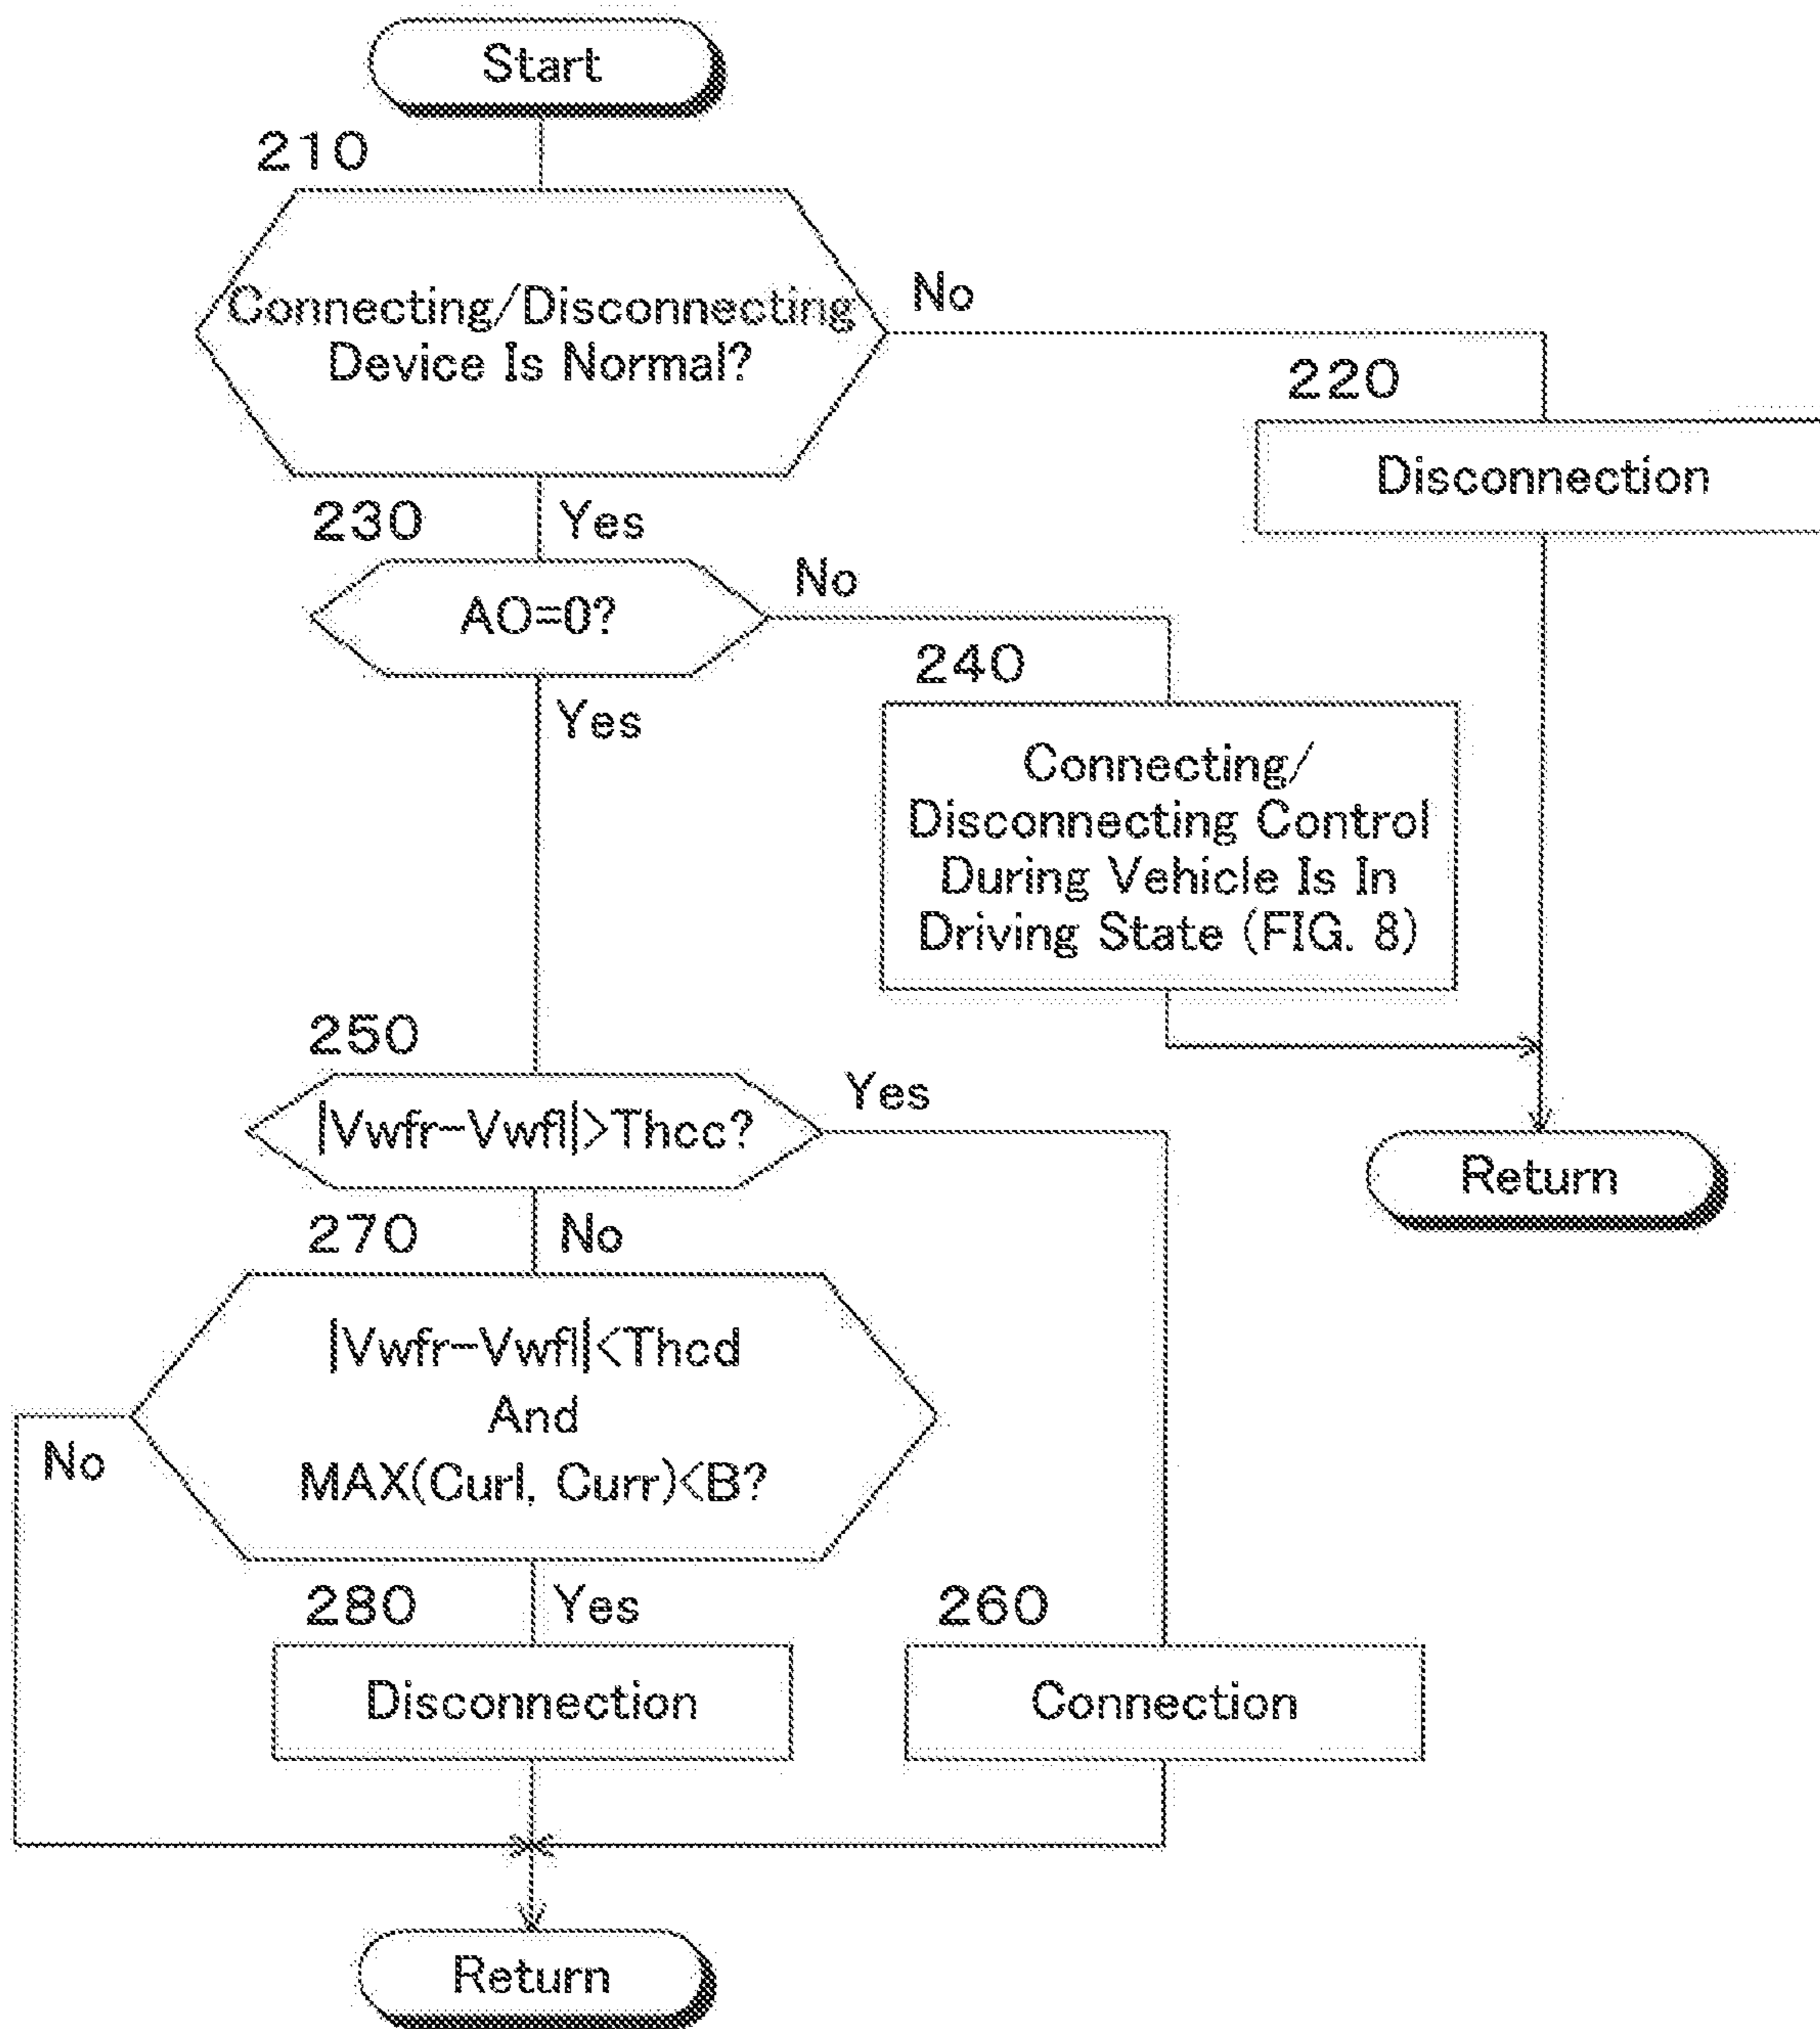 Start
210
Connecting/Disconnecting
Device Is Normal?
No
220
Disconnection
230
Yes
AO=0?
No
240
Connecting/
Disconnecting Control
During Vehicle Is In
Driving State (FIG. 8)
Yes
250
|Vwfr-Vwfl|>Thcc?
Yes
Return
270
No
|Vwfr-Vwfl|<Thcd
And
MAX(Curl, Curr)<B?
No
280
Yes
Disconnection
260
Connection
Return